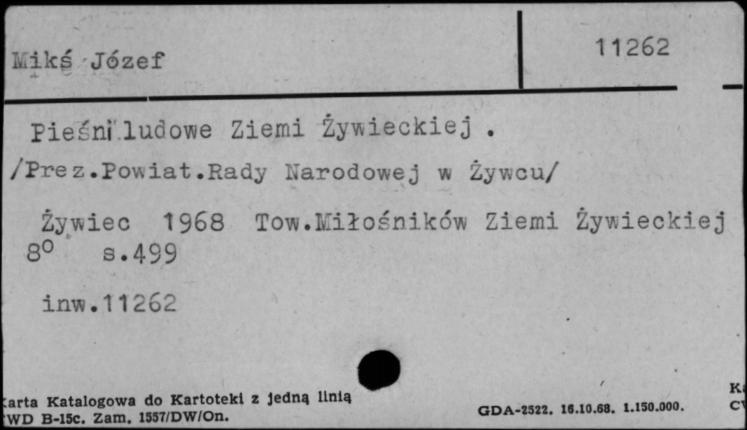 Mikś Józef
11262
Pieśni ludowe Ziemi Żywieckiej .
/Prez.Powiat.Rady Narodowej w Żywcu/
Żywiec 1968 Tow.Miłośników Ziemi Żywieckiej
8° s.499
inw.11262
arta Katalogowa do Kartoteki z jedną linią
WD B-15c. Zam. 1557/DW/On.
GDA-2522. 16.10.68. 1.150.000.